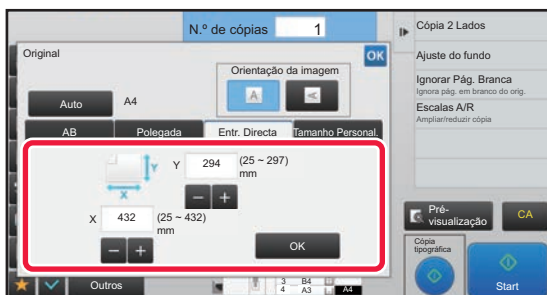 N.º de cópias 1
Original
OK
Orientação da imagem
A A
Auto A4
AB Polegada Entr. Directa Tamanho Personal.
Y Y 294 (25 ~ 297)
mm
X
X 432 (25 ~ 432)
mm
OK
Outros
3 B4
4 A3 A4
Cópia 2 Lados
Ajuste do fundo
Ignorar Pág. Branca
Ignora pág. em branco do orig.
Escalas A/R
Ampliar/reduzir cópia
Pré-
visualização
CA
Cópia
tipográfica
Start